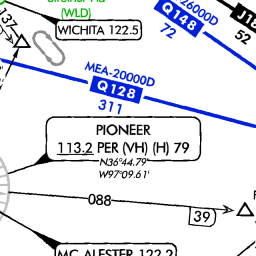 (WLD)
WICHITA 122.5
137
26000D
Q148
72
52
MEA-20000D
Q128
311
PIONEER
113.2 PER (VH) (H) 79
N36°44.79'
W97°09.61'
088
39
MC ALESTER 122.2